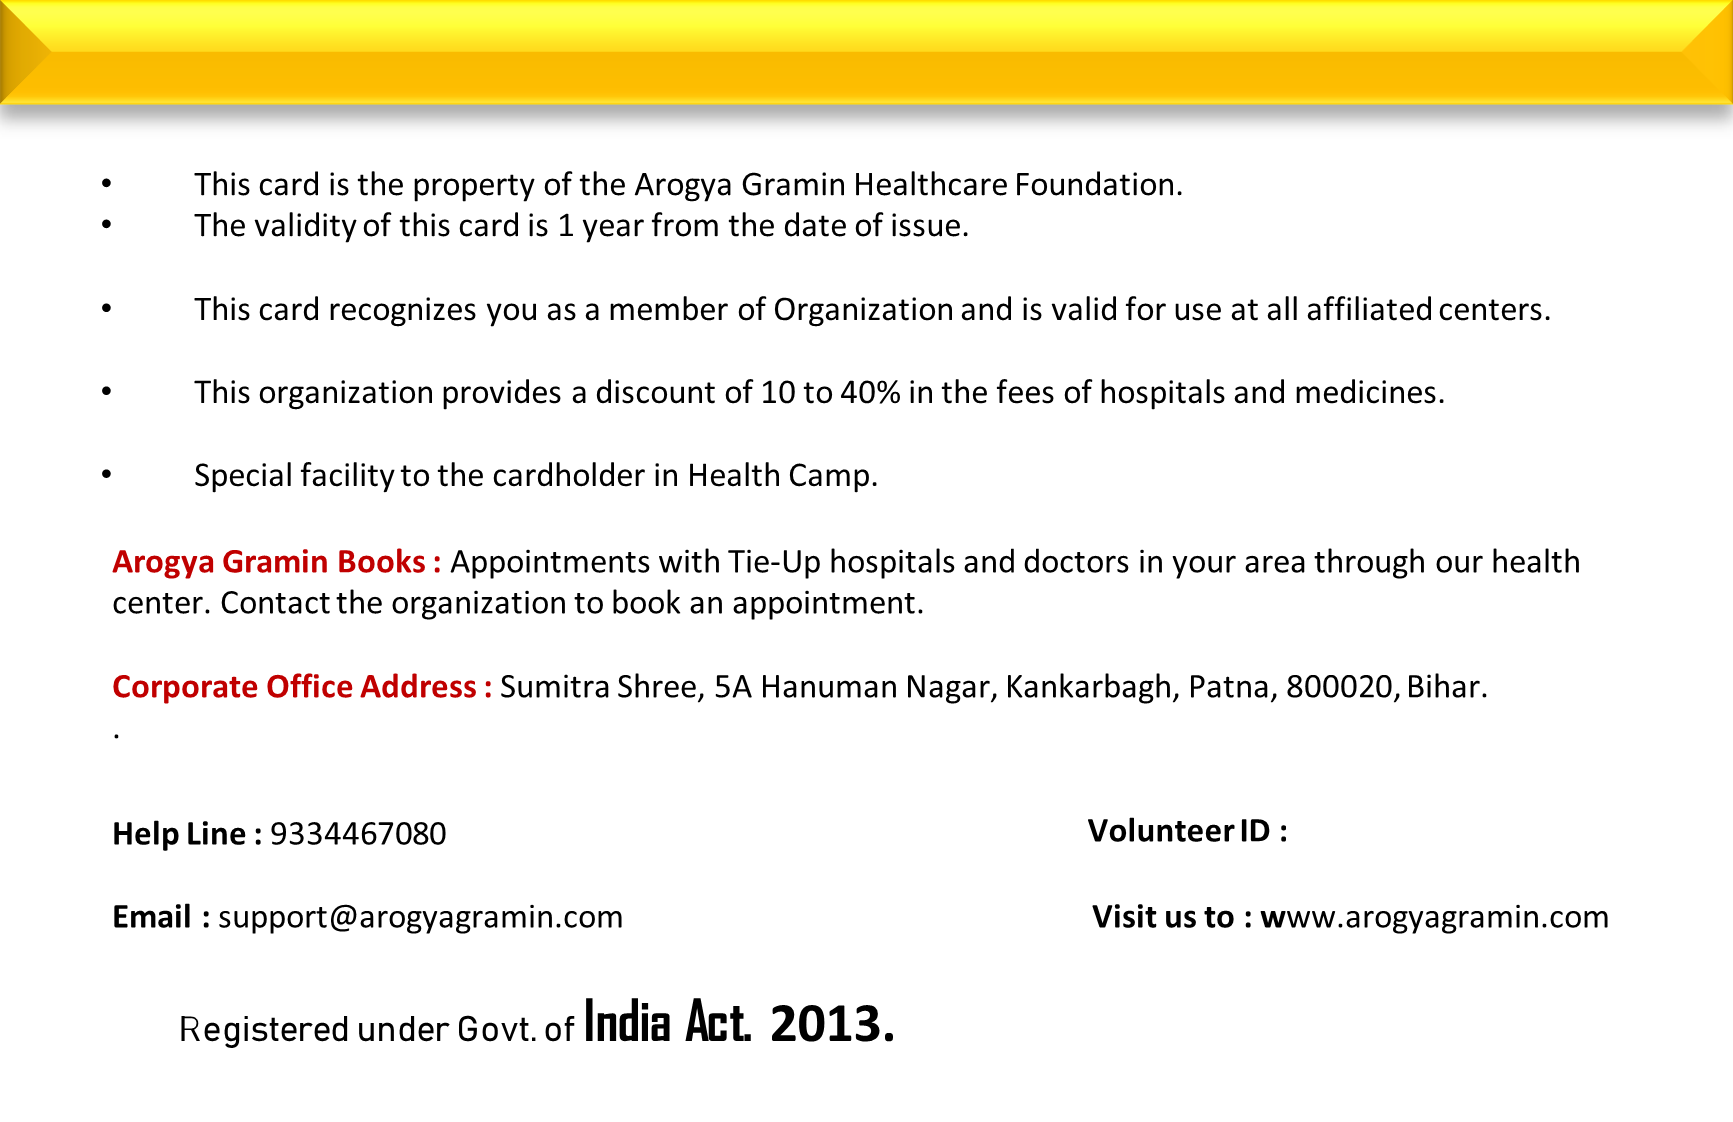 • This card is the property of the Arogya Gramin Healthcare Foundation.
• The validity of this card is 1 year from the date of issue.
• This card recognizes you as a member of Organization and is valid for use at all affiliated centers.
• This organization provides a discount of 10 to 40% in the fees of hospitals and medicines.
• Special facility to the cardholder in Health Camp.
Arogya Gramin Books : Appointments with Tie-Up hospitals and doctors in your area through our health
center. Contact the organization to book an appointment.
Corporate Office Address : Sumitra Shree, 5A Hanuman Nagar, Kankarbagh, Patna, 800020, Bihar.
.
Help Line : 9334467080
Volunteer ID :
Email : support@arogyagramin.com
Visit us to : www.arogyagramin.com
Registered under Govt. of India Act. 2013.